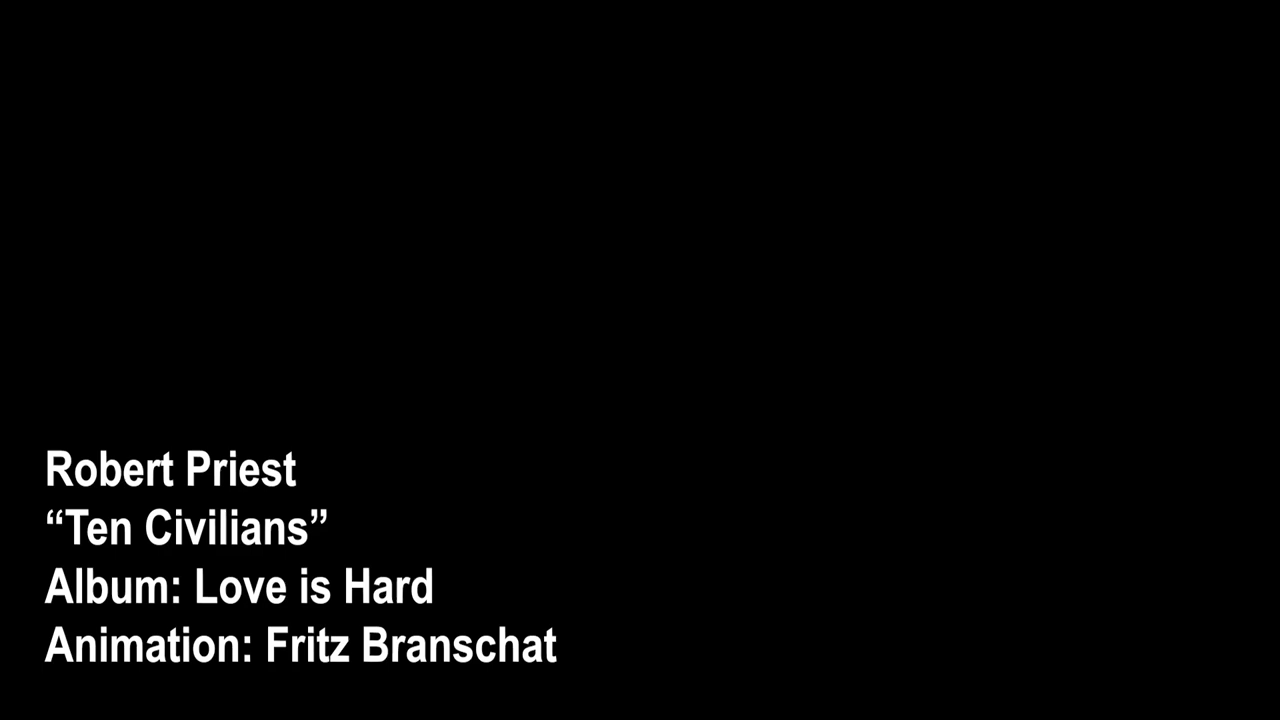 Robert Priest
“Ten Civilians”
Album: Love is Hard
Animation: Fritz Branschat